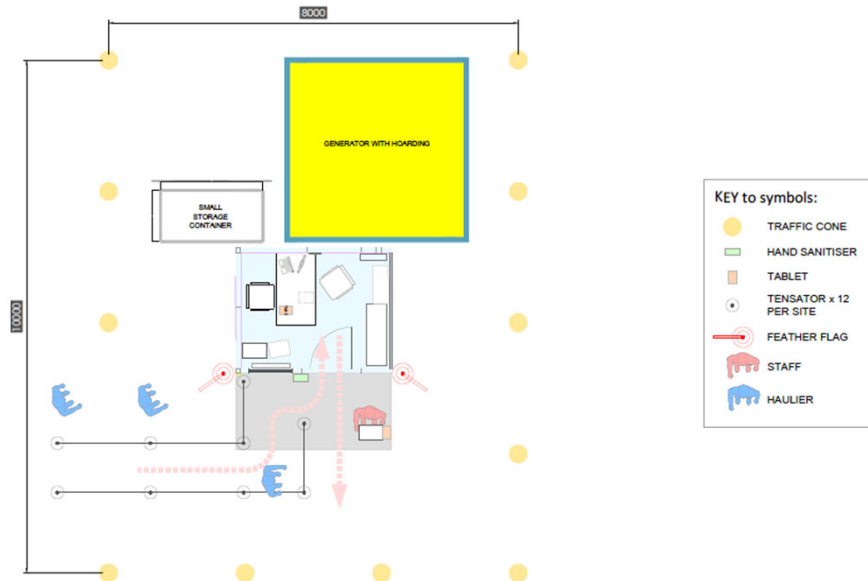 8000
10000
GENERATOR WITH HOARDING
SMALL
STORAGE
CONTAINER
KEY to symbols:
TRAFFIC CONE
HAND SANITISER
TABLET
TENSATOR x 12
PER SITE
FEATHER FLAG
STAFF
HAULIER